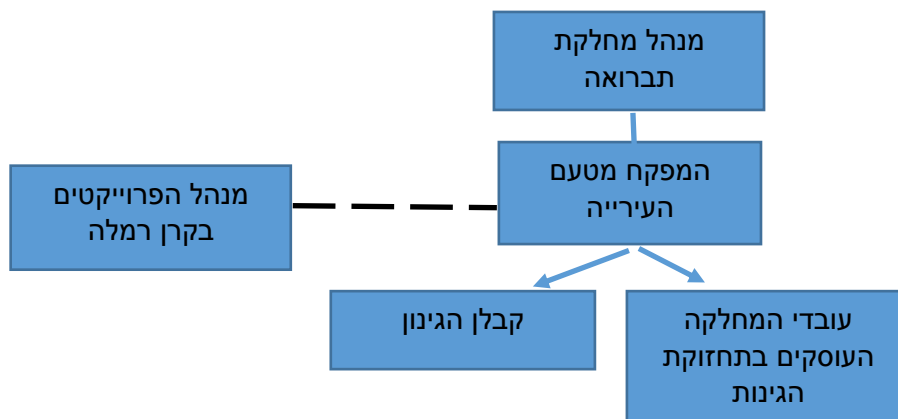 מנהל מחלקת
תברואה
המפקח מטעם
העירייה
מנהל הפרוייקטים
בקרן רמלה
עובדי המחלקה
העוסקים בתחזוקת
הגינות
קבלן הגינון